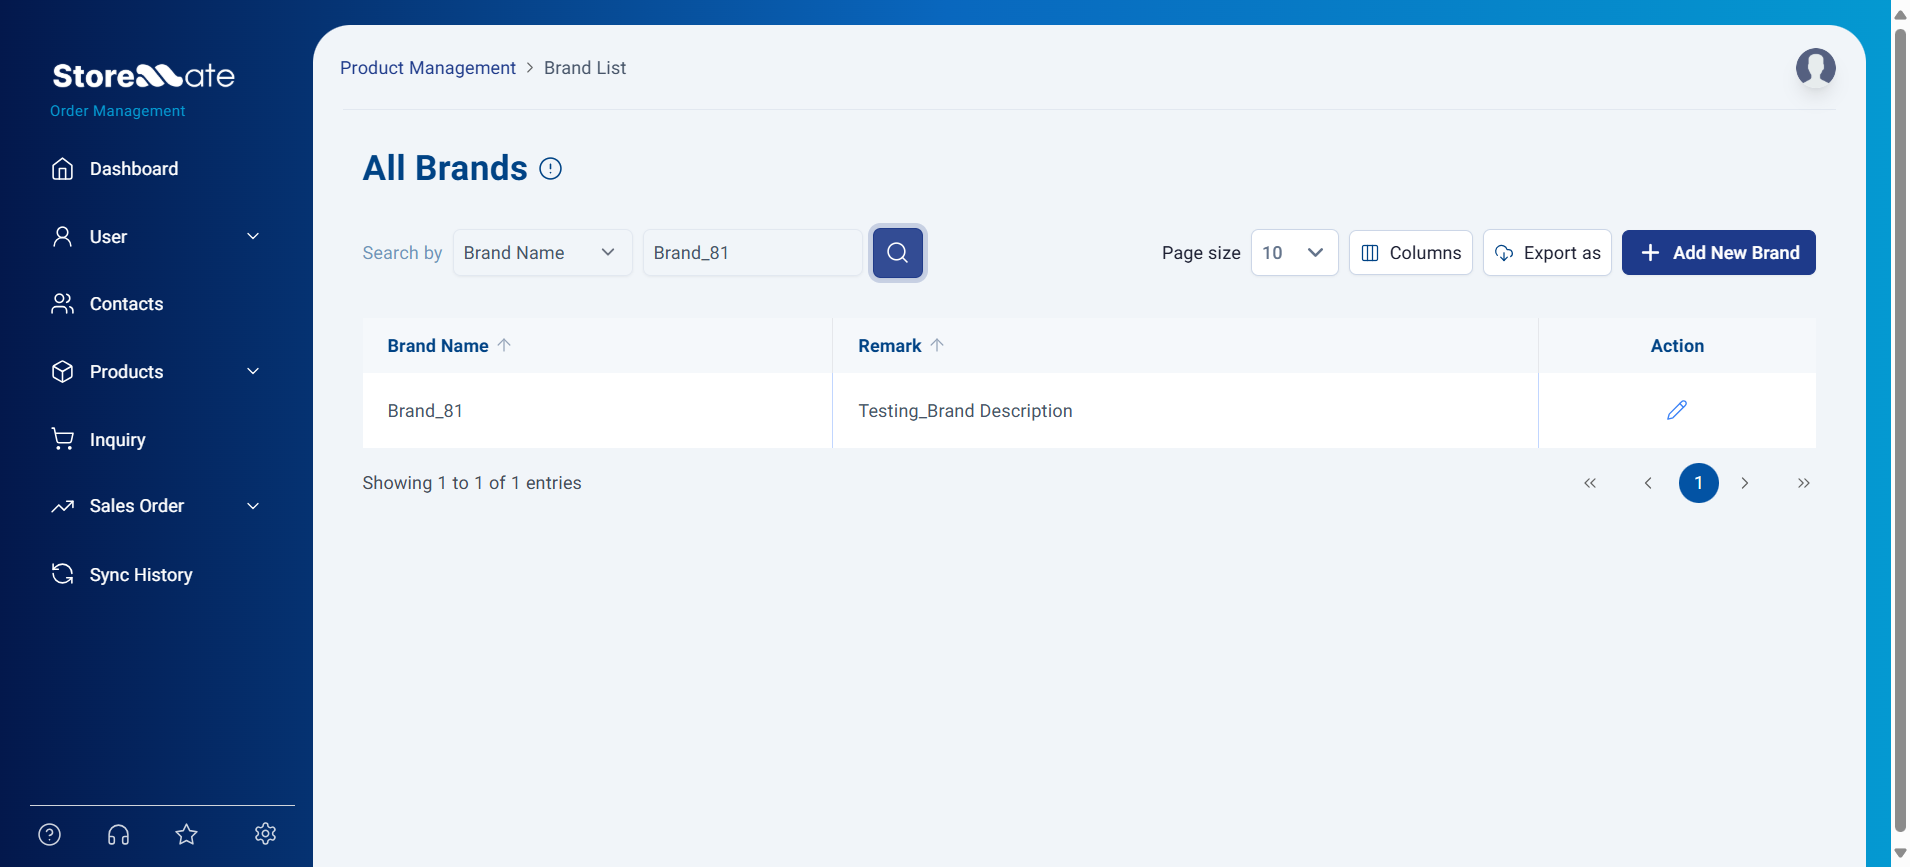 StoreMate
Order Management
Dashboard
User
Contacts
Products
Inquiry
Sales Order
Sync History
Product Management > Brand List
All Brands
Search by Brand Name Brand_81 Page size 10 Columns Export as + Add New Brand
Brand Name Remark Action
Brand_81 Testing_Brand Description
Showing 1 to 1 of 1 entries « < 1 > »